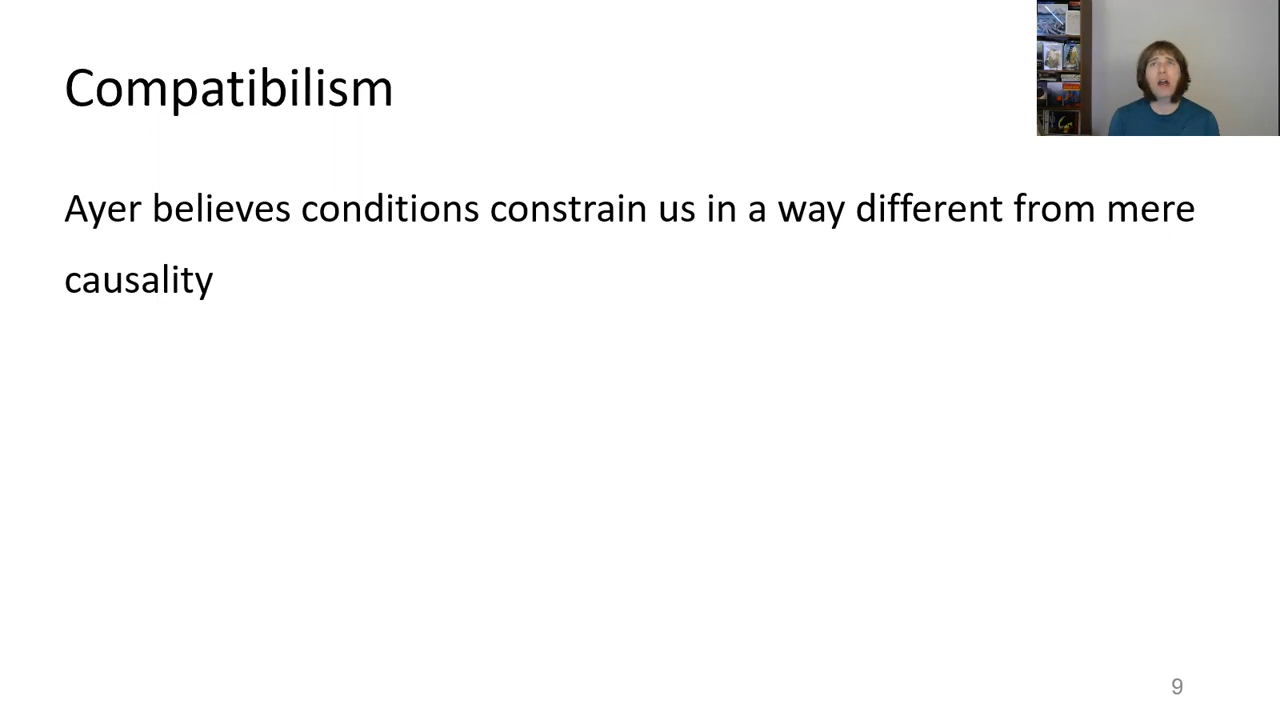 Compatibilism
Ayer believes conditions constrain us in a way different from mere
causality
9